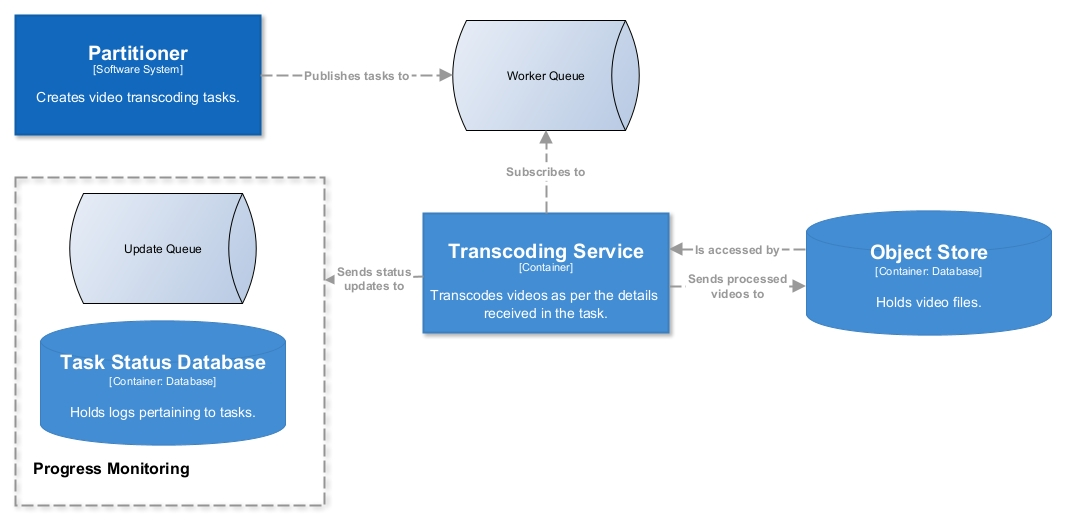 Partitioner
[Software System]
Creates video transcoding tasks.
Publishes tasks to
Worker Queue
Subscribes to
Update Queue
Task Status Database
[Container: Database]
Holds logs pertaining to tasks.
Progress Monitoring
Sends status
updates to
Transcoding Service
[Container]
Transcodes videos as per the details
received in the task.
Is accessed by
Sends processed
videos to
Object Store
[Container: Database]
Holds video files.